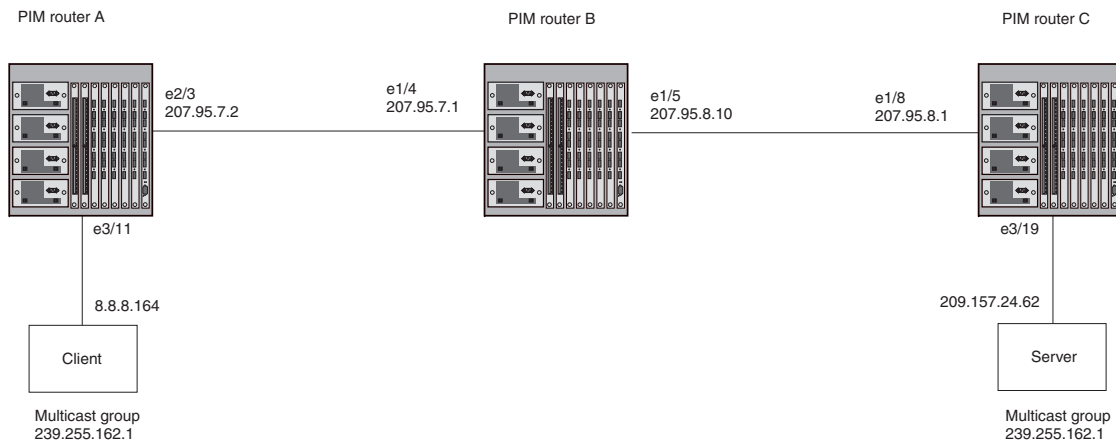 PIM router A
PIM router B
PIM router C
e2/3
207.95.7.2
e1/4
207.95.7.1
e1/5
207.95.8.10
e1/8
207.95.8.1
e3/11
e3/19
8.8.8.164
209.157.24.62
Client
Server
Multicast group
239.255.162.1
Multicast group
239.255.162.1